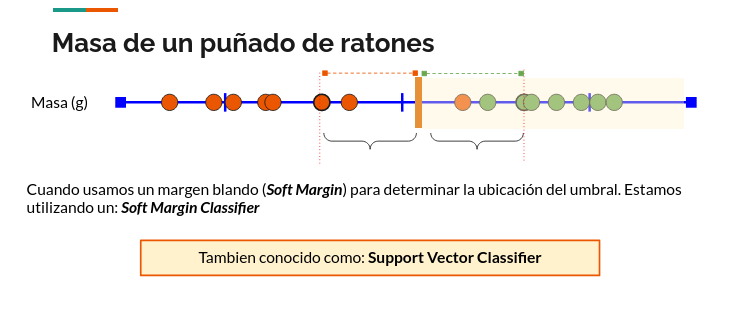 Masa de un puñado de ratones
Masa (g)
Cuando usamos un margen blando (Soft Margin) para determinar la ubicación del umbral. Estamos
utilizando un: Soft Margin Classifier
Tambien conocido como: Support Vector Classifier